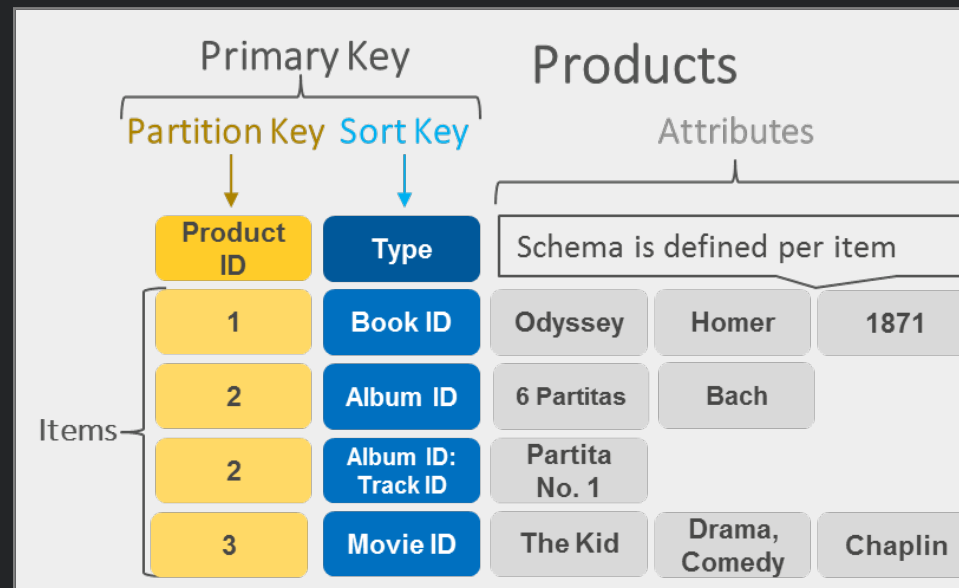 Primary Key
Products
Partition Key Sort Key
Attributes
Product
ID
Type
Schema is defined per item
Items
1
Book ID
Odyssey
Homer
1871
2
Album ID
6 Partitas
Bach
2
Album ID:
Track ID
Partita
No. 1
3
Movie ID
The Kid
Drama,
Comedy
Chaplin